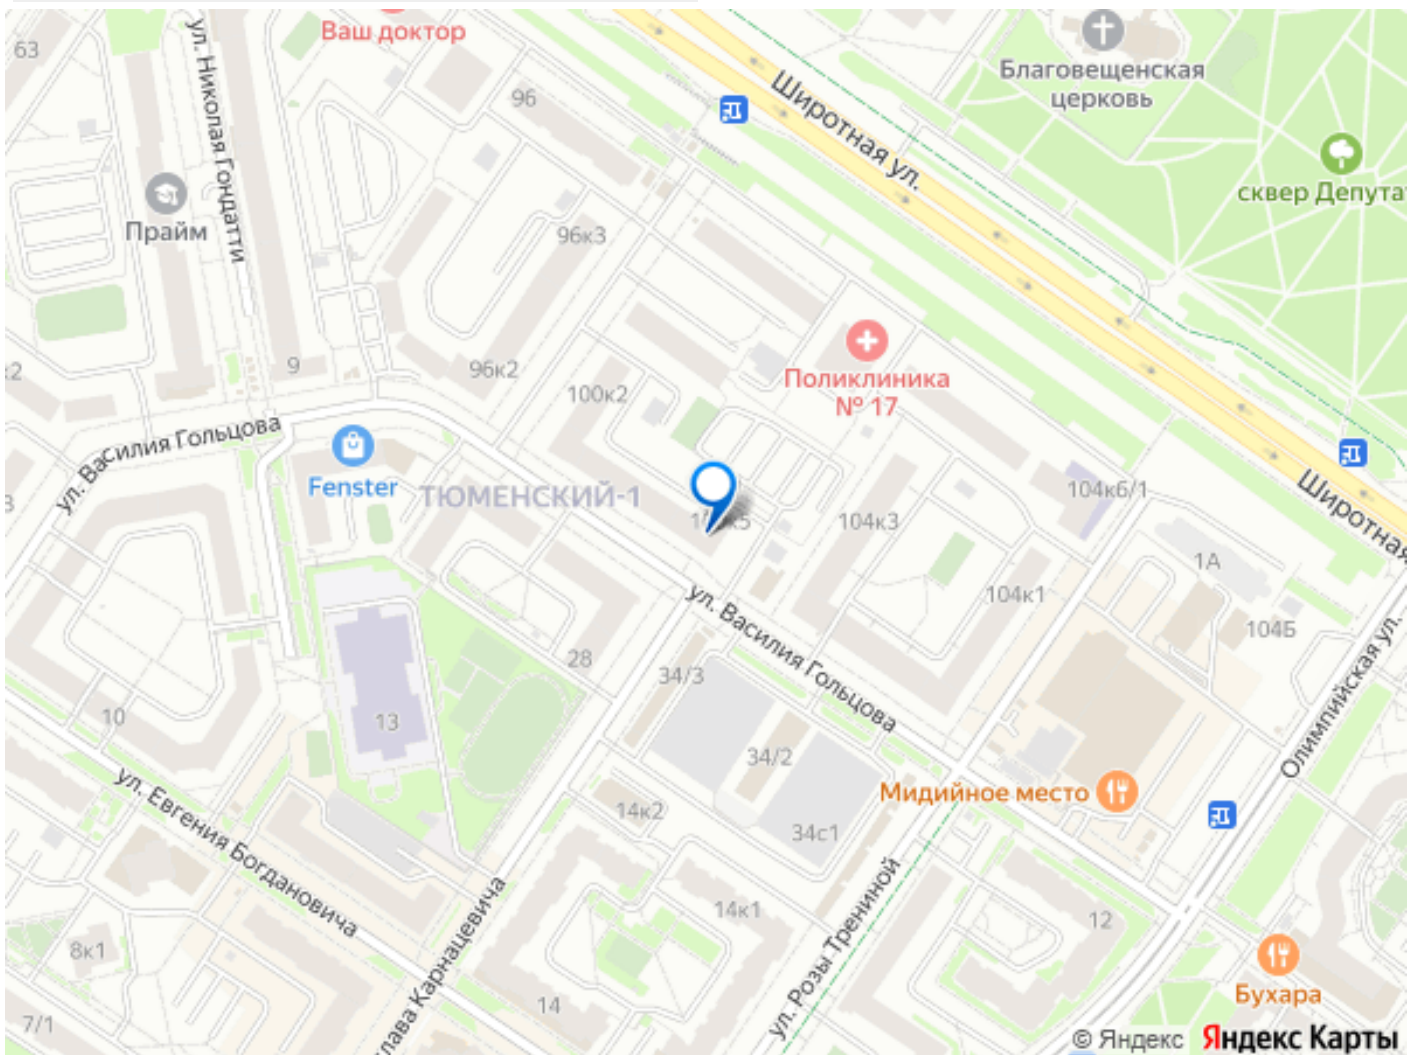 63
ул. Николая Гондатти
Ваш доктор
96
Широтная ул.
Благовещенская
церковь
сквер Депутат
Прайм
96к3
9
96к2
100к2
Поликлиника
№ 17
ул. Василия Гольцова
Fenster
ТЮМЕНСКИЙ-1
104к3
104к6/1
Широтная
1А
104к1
104Б
ул. Василия Гольцова
Олимпийская ул.
28
34/3
10
13
34/2
Мидийное место
ул. Евгения Богдановича
14к2
34с1
14к1
12
ул. Розы Трениной
слава Карнацевича
8к1
14
Бухара
7/1
© Яндекс Яндекс Карты